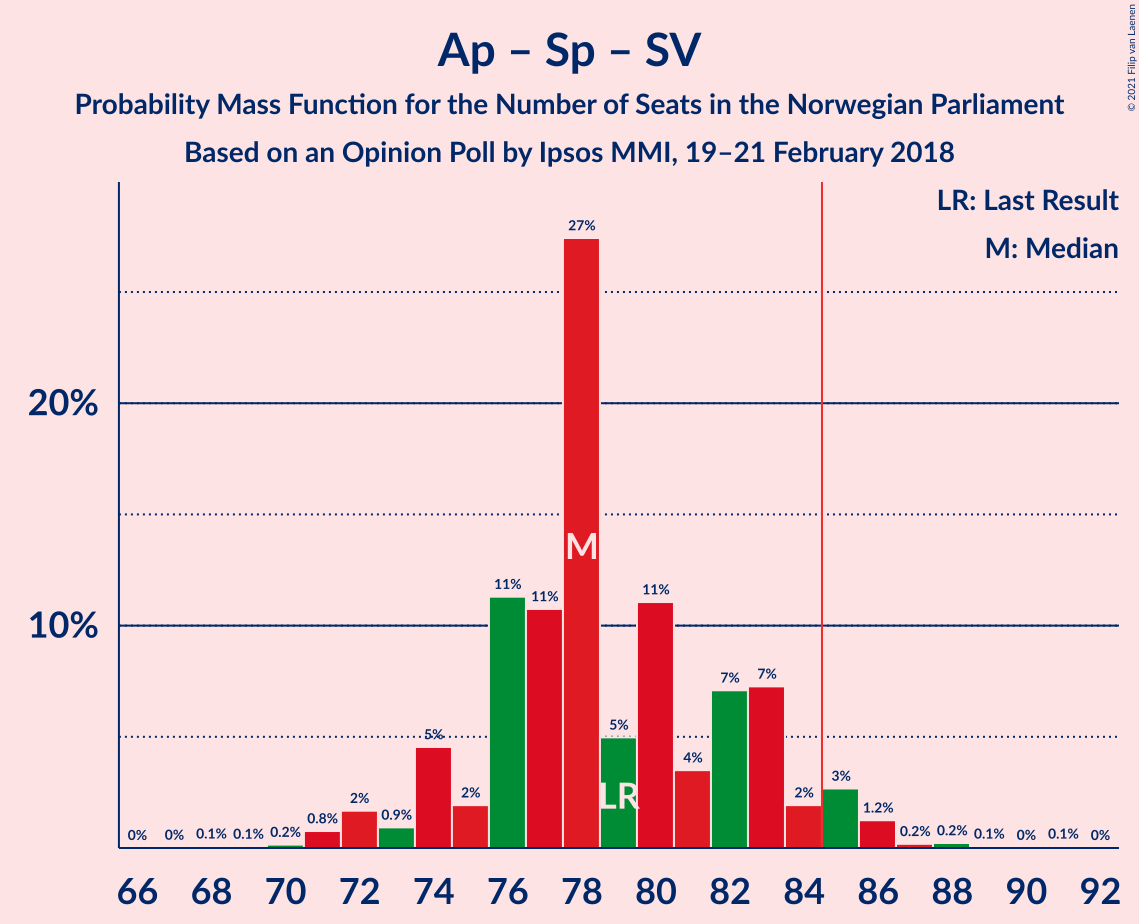 Ap – Sp – SV
Probability Mass Function for the Number of Seats in the Norwegian Parliament
Based on an Opinion Poll by Ipsos MMI, 19–21 February 2018
© 2021 Filip van Laenen
LR: Last Result
M: Median
20%
10%
0% 0% 0.1% 0.1% 0.2% 0.8% 2% 0.9% 5% 2% 11% 11% 27% 5% 11% 4% 7% 7% 2% 3% 1.2% 0.2% 0.2% 0.1% 0% 0.1% 0%
M
LR
66 68 70 72 74 76 78 80 82 84 86 88 90 92